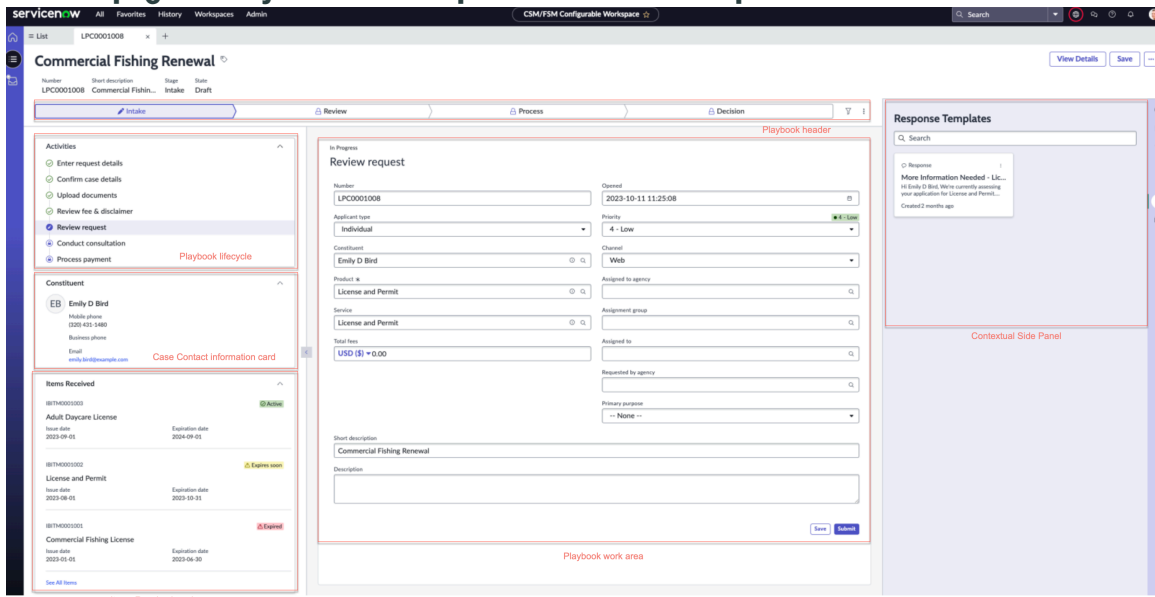 servicenow All Favorites History Workspaces Admin CSM/FSM Configurable Workspace ☆ Search
List LPC0001008 × +
Commercial Fishing Renewal View Details Save
Number Short description Stage State
LPC0001008 Commercial Fishin... Intake Draft
Intake Review Process Decision
Playbook header
Activities
Enter request details
Confirm case details
Upload documents
Review fee & disclaimer
Review request
Conduct consultation
Process payment
Playbook lifecycle
Constituent
EB Emily D Bird
Mobile phone
(320) 431-1480
Business phone
Email
emily.bird@example.com
Case Contact information card
Items Received
IBITM0001003 Active
Adult Daycare License
Issue date Expiration date
2023-09-01 2024-09-01
IBITM0001002 Expires soon
License and Permit
Issue date Expiration date
2023-08-01 2023-10-31
IBITM0001001 Expired
Commercial Fishing License
Issue date Expiration date
2023-01-01 2023-06-30
See All Items
In Progress
Review request
Number Opened
LPC0001008 2023-10-11 11:25:08
Applicant type Priority 4 - Low
Individual 4 - Low
Constituent Channel
Emily D Bird Web
Product Assigned to agency
License and Permit
Service Assignment group
License and Permit
Total fees Assigned to
USD ($) 0.00
Requested by agency
Primary purpose
-- None --
Short description
Commercial Fishing Renewal
Description
Save Submit
Playbook work area
Response Templates
Search
Response
More Information Needed - Lic...
Hi Emily D Bird, We're currently assessing
your application for License and Permit,...
Created 2 months ago
Contextual Side Panel